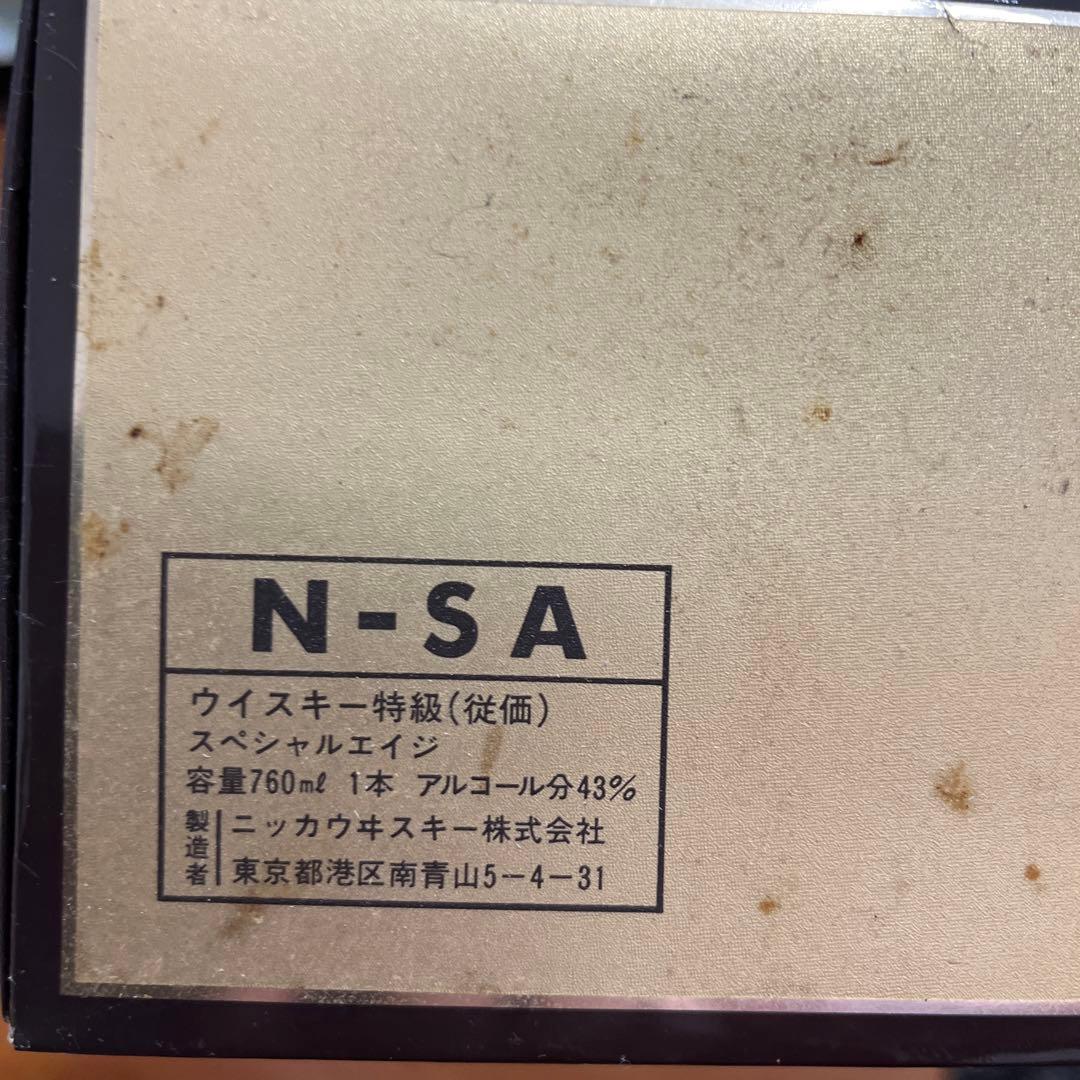 N-SA
ウイスキー特級(従価)
スペシャルエイジ
容量760mℓ 1本 アルコール分43%
製造者 ニッカウヰスキー株式会社
東京都港区南青山5-4-31